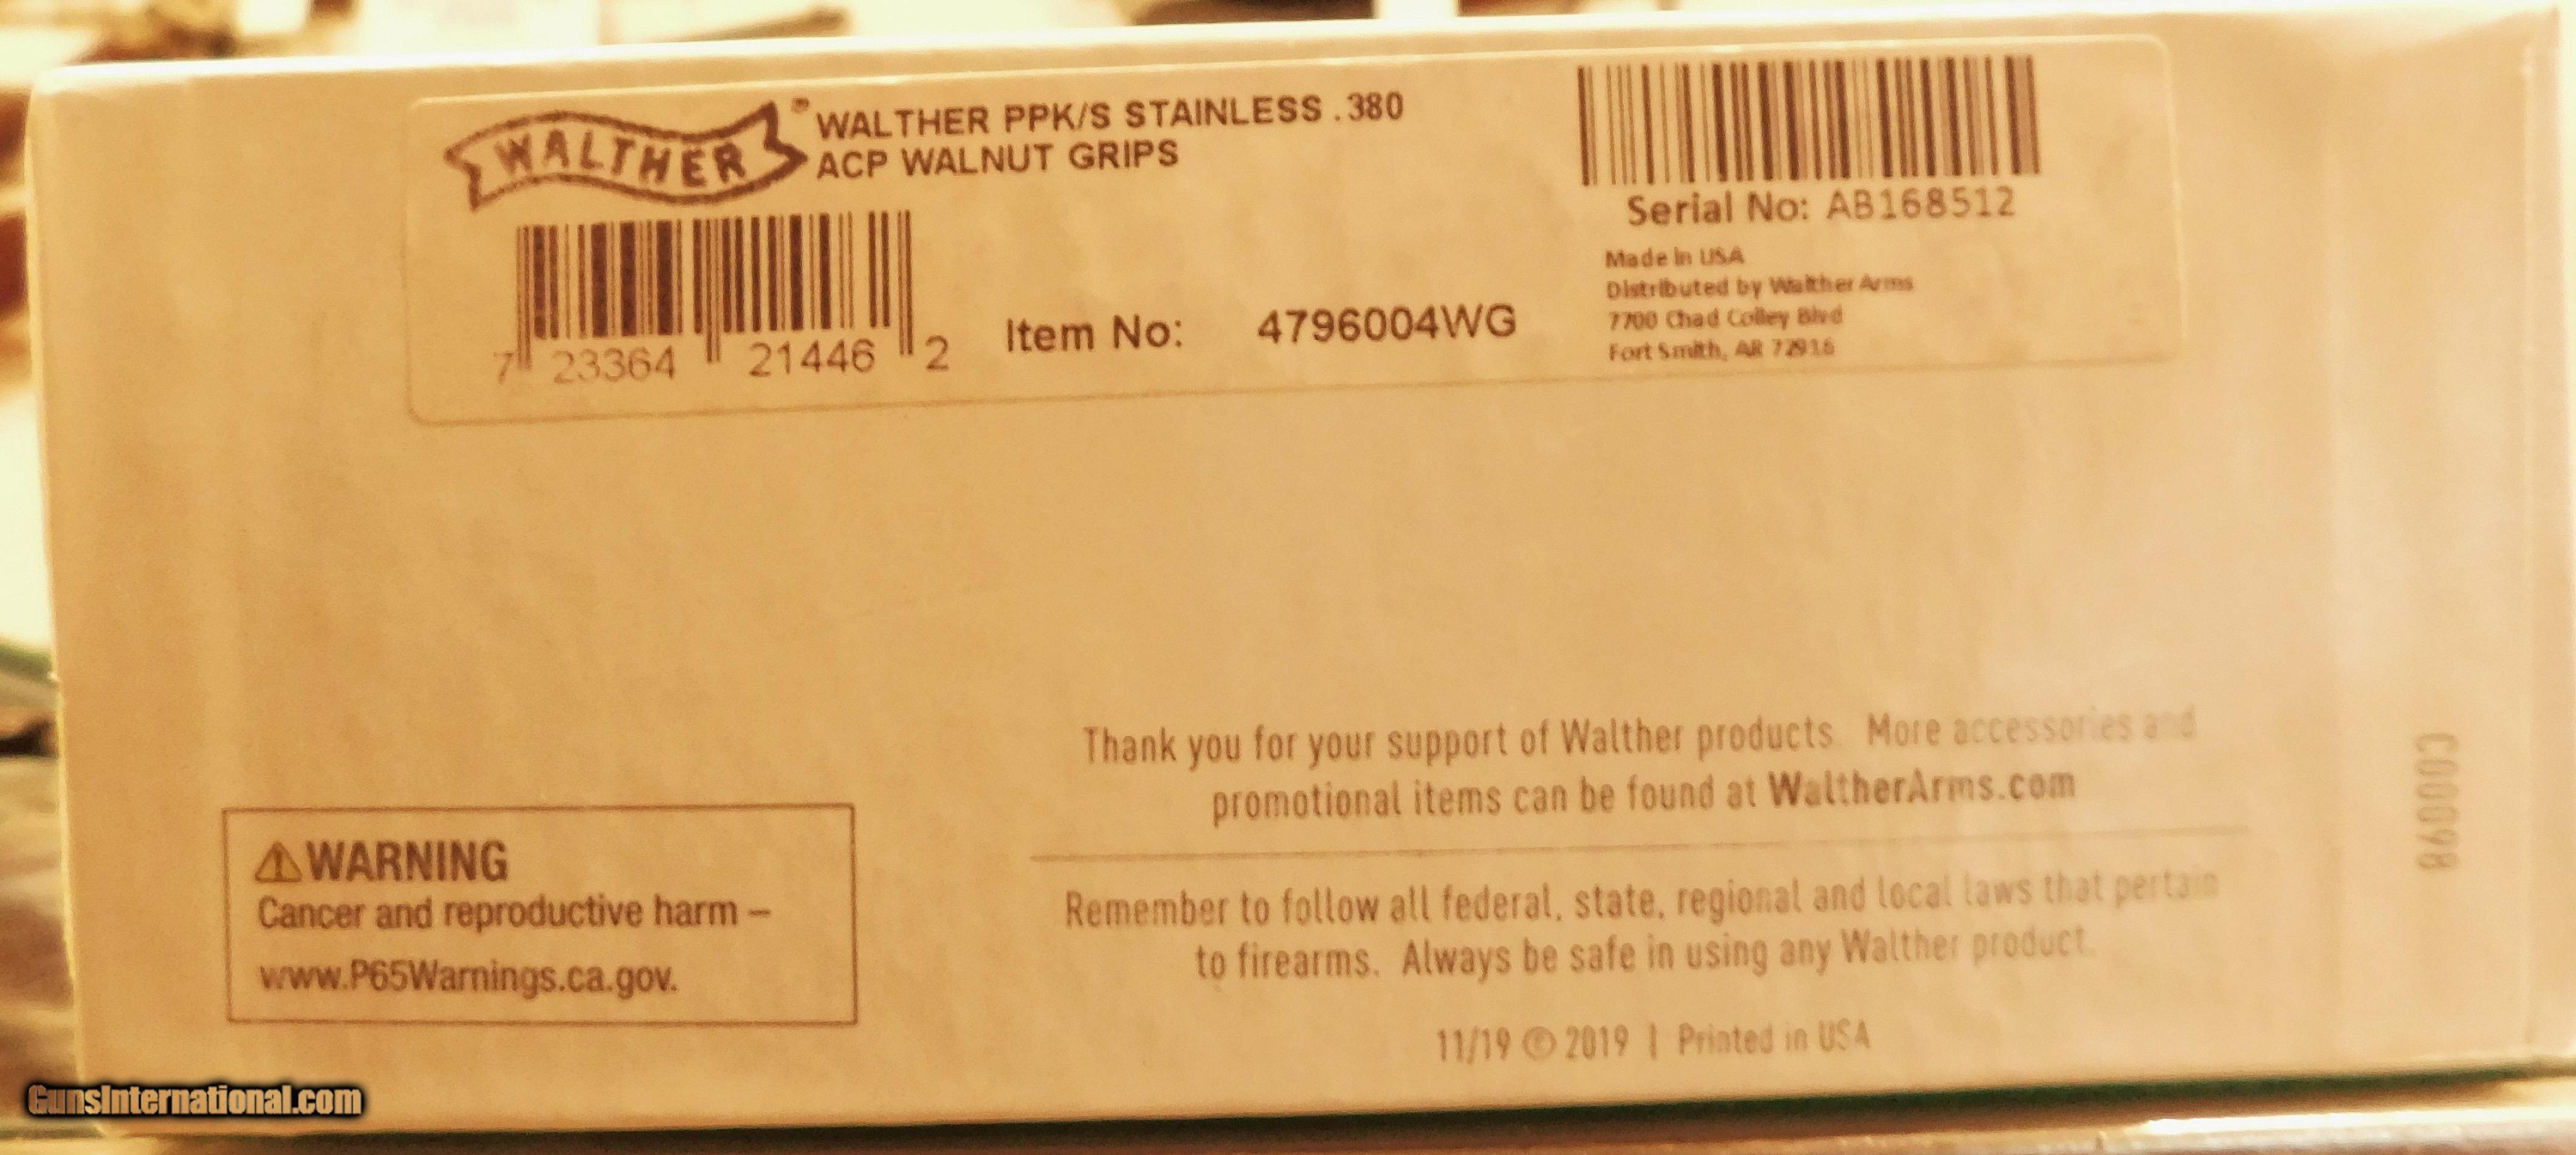 WALTHER®
WALTHER PPK/S STAINLESS .380
ACP WALNUT GRIPS
7 23364 21446 2
Item No: 4796004WG
Serial No: AB168512
Made in USA
Distributed by Walther Arms
7700 Chad Colley Blvd
Fort Smith, AR 72916
Thank you for your support of Walther products. More accessories and
promotional items can be found at WaltherArms.com
Remember to follow all federal, state, regional and local laws that pertain
to firearms. Always be safe in using any Walther product.
11/19 © 2019 | Printed in USA
⚠WARNING
Cancer and reproductive harm –
www.P65Warnings.ca.gov.
C00098
GunsInternational.com